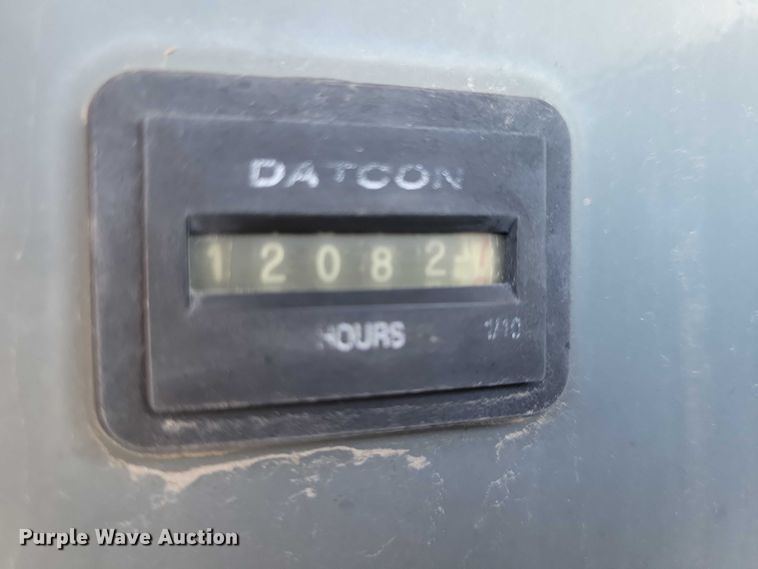 DATCON
12082
HOURS 1/10
Purple Wave Auction